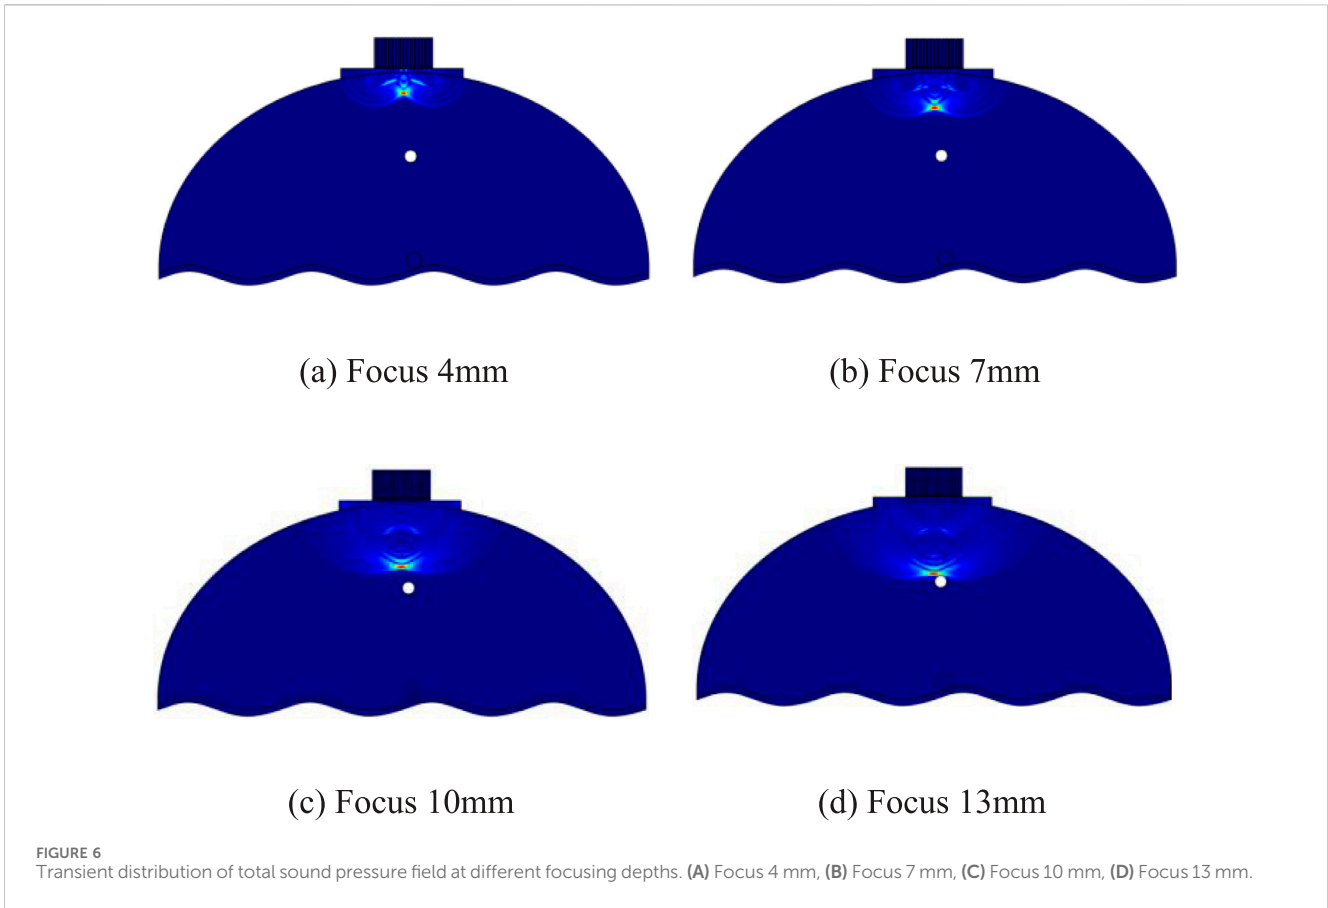 (a) Focus 4mm
(b) Focus 7mm
(c) Focus 10mm
(d) Focus 13mm
FIGURE 6
Transient distribution of total sound pressure field at different focusing depths. (A) Focus 4 mm, (B) Focus 7 mm, (C) Focus 10 mm, (D) Focus 13 mm.